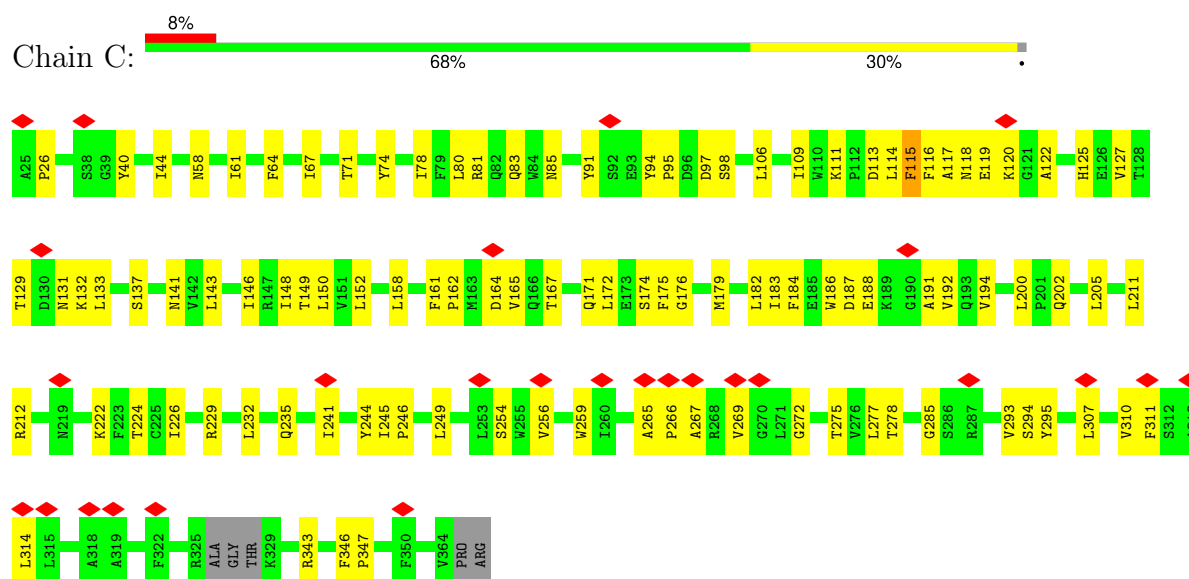 8%
Chain C:
68% 30% •
A25 P26 S38 G39 Y40 I44 N58 I61 F64 I67 T71 Y74 I78 F79 L80 R81 Q82 Q83 W84 N85 Y91 S92 E93 Y94 P95 D96 D97 S98 L106 I109 W110 K111 P112 D113 L114 F115 F116 A117 N118 E119 K120 G121 A122 H125 E126 V127 T128
T129 D130 N131 K132 L133 S137 N141 V142 L143 I146 R147 I148 T149 L150 V151 L152 L158 F161 P162 M163 D164 V165 Q166 T167 Q171 L172 E173 S174 F175 G176 M179 L182 I183 F184 E185 W186 D187 E188 K189 G190 A191 V192 Q193 V194 L200 P201 Q202 L205 L211
R212 N219 K222 F223 T224 C225 I226 R229 L232 Q235 I241 Y244 I245 P246 L249 L253 S254 W255 V256 W259 I260 A265 P266 A267 R268 V269 G270 L271 G272 T275 V276 L277 T278 G285 S286 R287 V293 S294 Y295 L307 V310 F311 S312
L314 L315 A318 A319 F322 R325 ALA GLY THR K329 R343 F346 P347 F350 V364 PRO ARG